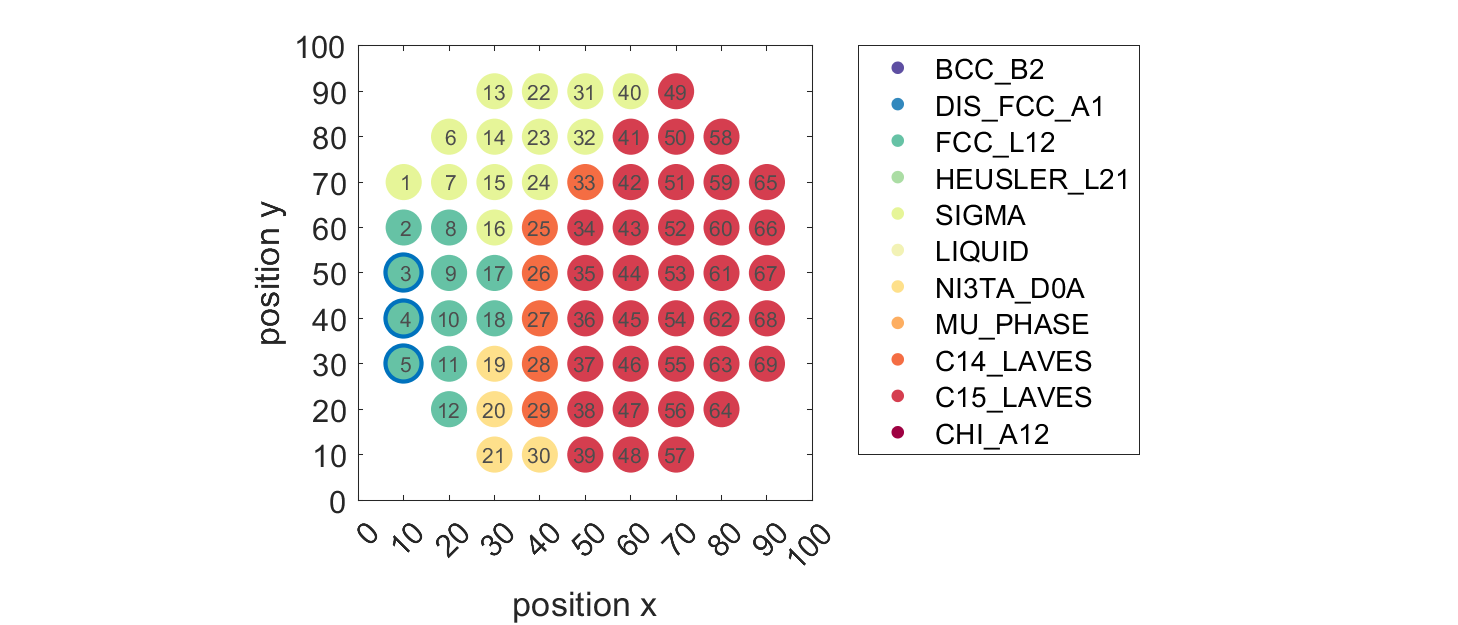 100
90 13 22 31 40 49
80 6 14 23 32 41 50 58
70 1 7 15 24 33 42 51 59 65
60 2 8 16 25 34 43 52 60 66
50 3 9 17 26 35 44 53 61 67
40 4 10 18 27 36 45 54 62 68
30 5 11 19 28 37 46 55 63 69
20 12 20 29 38 47 56 64
10 21 30 39 48 57
0
0 10 20 30 40 50 60 70 80 90 100
position x
position y
BCC_B2
DIS_FCC_A1
FCC_L12
HEUSLER_L21
SIGMA
LIQUID
NI3TA_D0A
MU_PHASE
C14_LAVES
C15_LAVES
CHI_A12